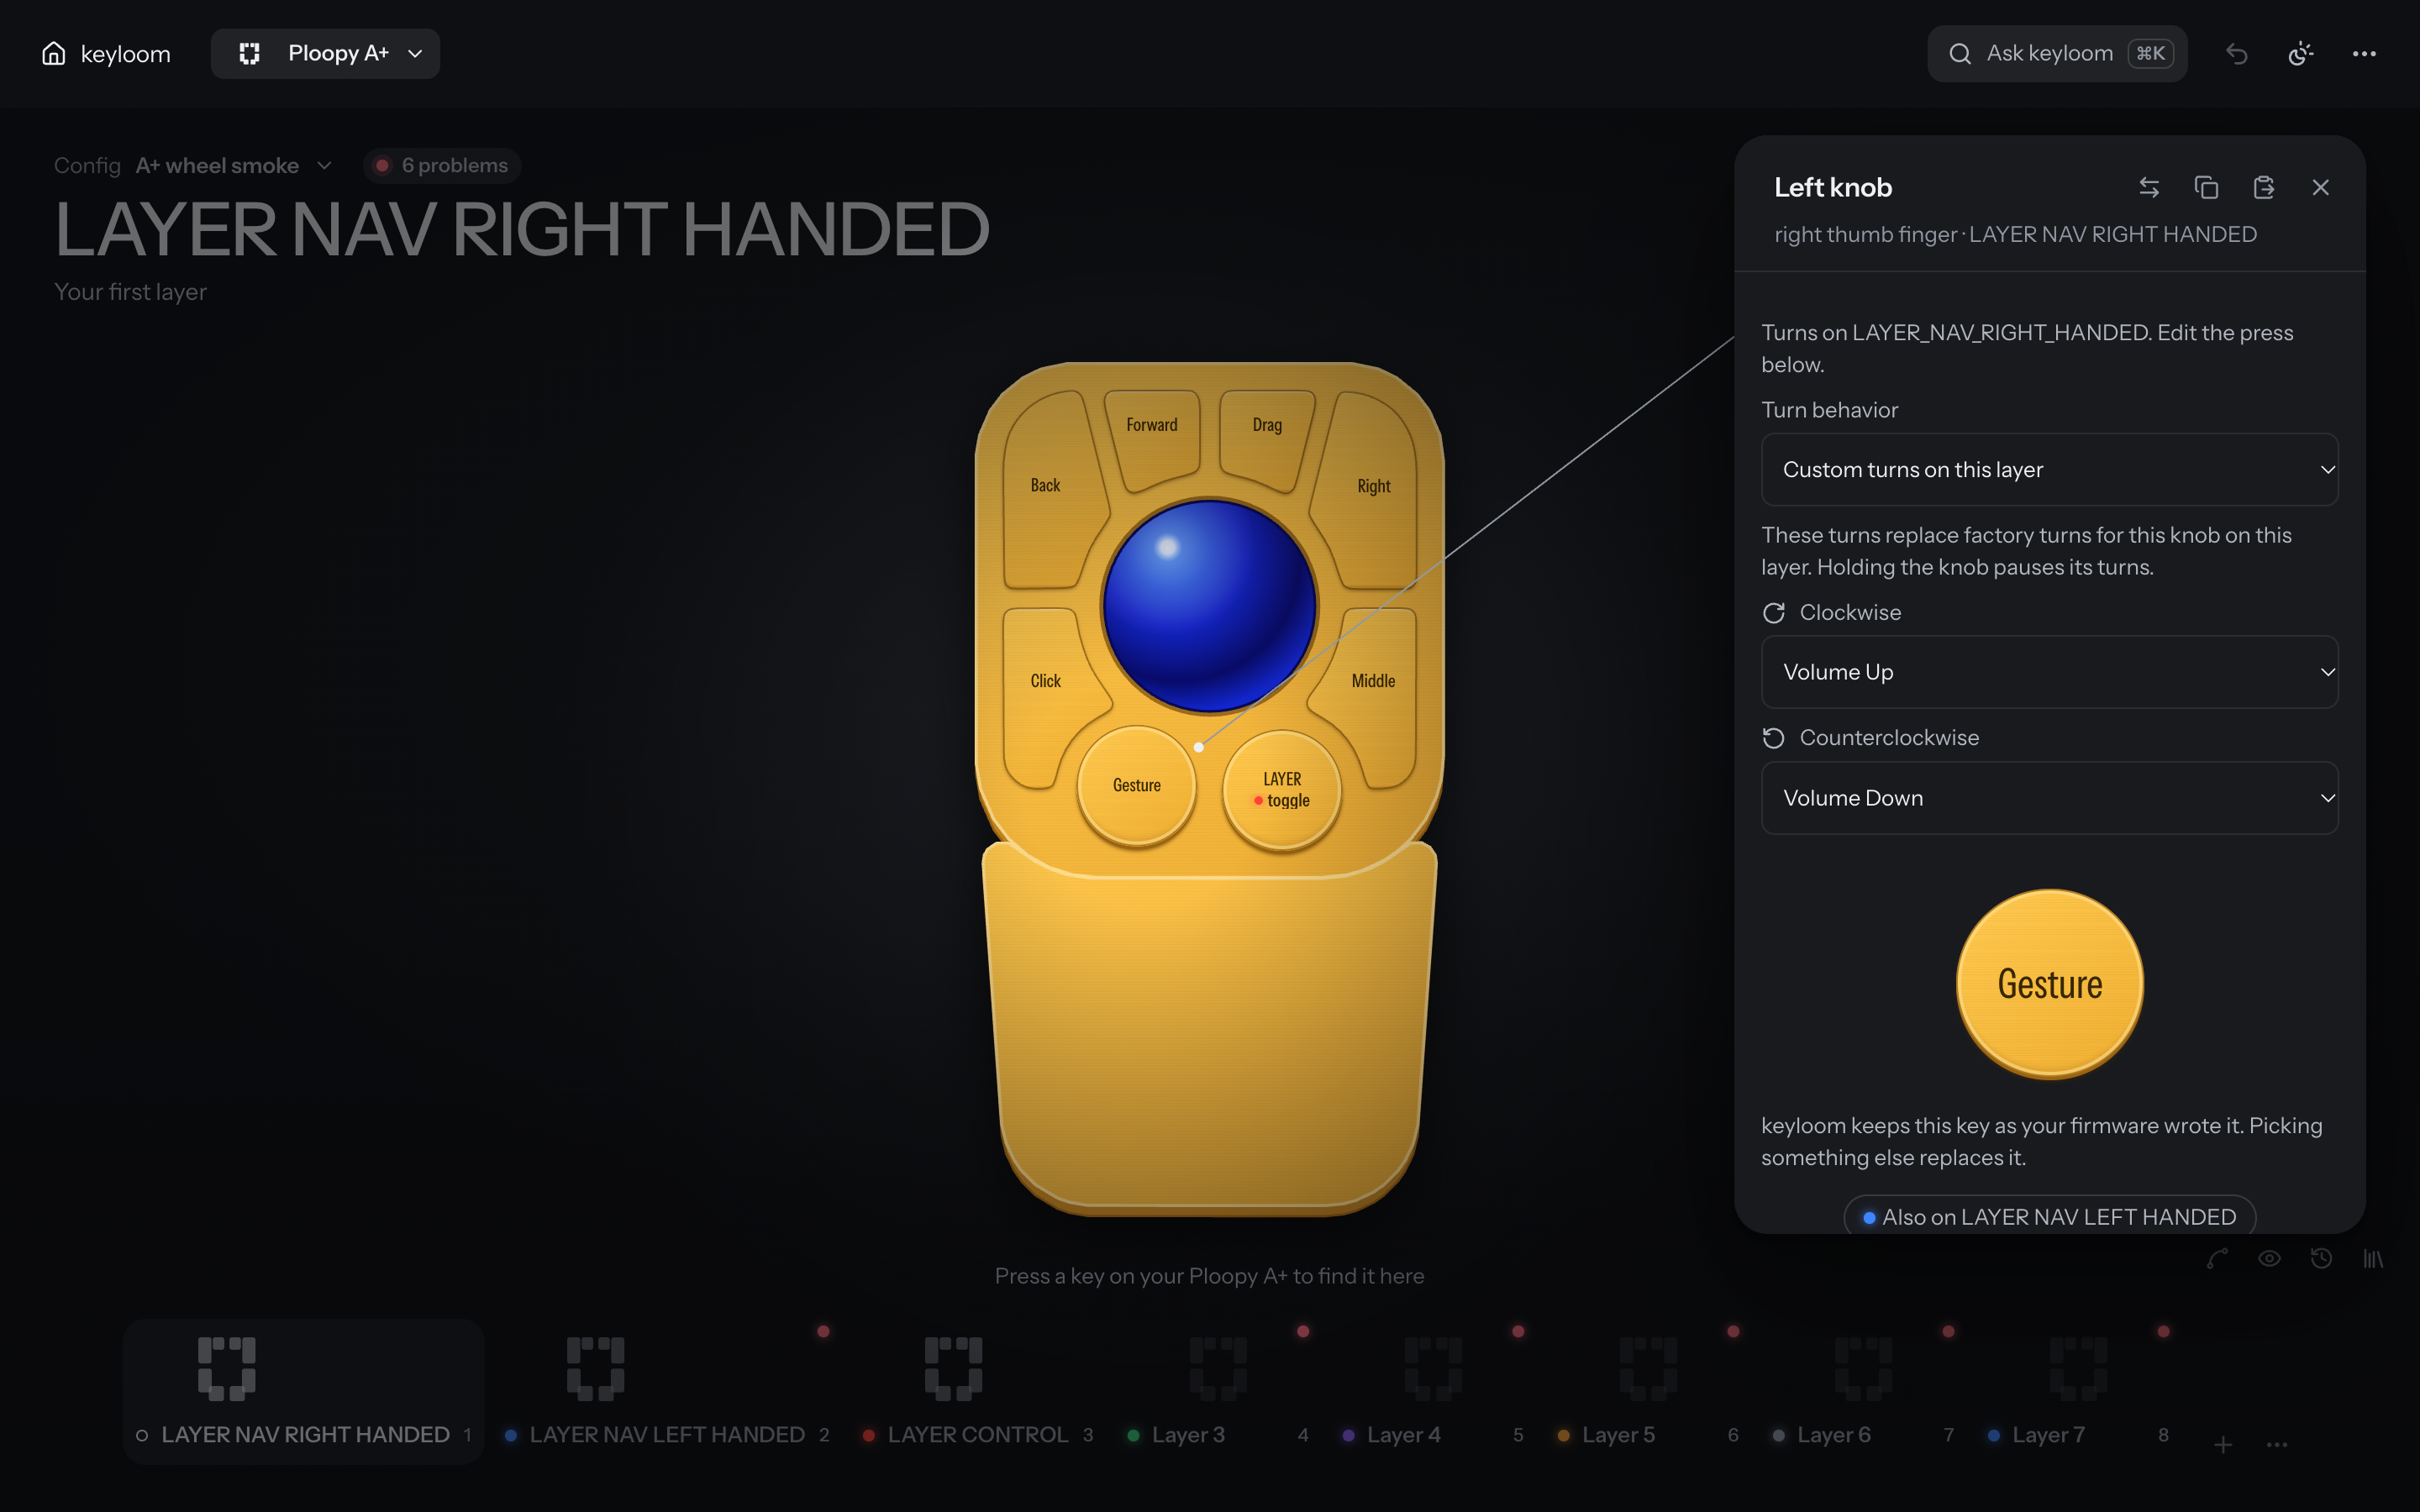 keyloom
Ploopy A+
Ask keyloom ⌘K
Config A+ wheel smoke
6 problems
LAYER NAV RIGHT HANDED
Your first layer
Forward
Drag
Back
Right
Click
Middle
Gesture
LAYER
toggle
Press a key on your Ploopy A+ to find it here
Left knob
right thumb finger · LAYER NAV RIGHT HANDED
Turns on LAYER_NAV_RIGHT_HANDED. Edit the press
below.
Turn behavior
Custom turns on this layer
These turns replace factory turns for this knob on this
layer. Holding the knob pauses its turns.
Clockwise
Volume Up
Counterclockwise
Volume Down
Gesture
keyloom keeps this key as your firmware wrote it. Picking
something else replaces it.
Also on LAYER NAV LEFT HANDED
LAYER NAV RIGHT HANDED 1
LAYER NAV LEFT HANDED 2
LAYER CONTROL 3
Layer 3 4
Layer 4 5
Layer 5 6
Layer 6 7
Layer 7 8